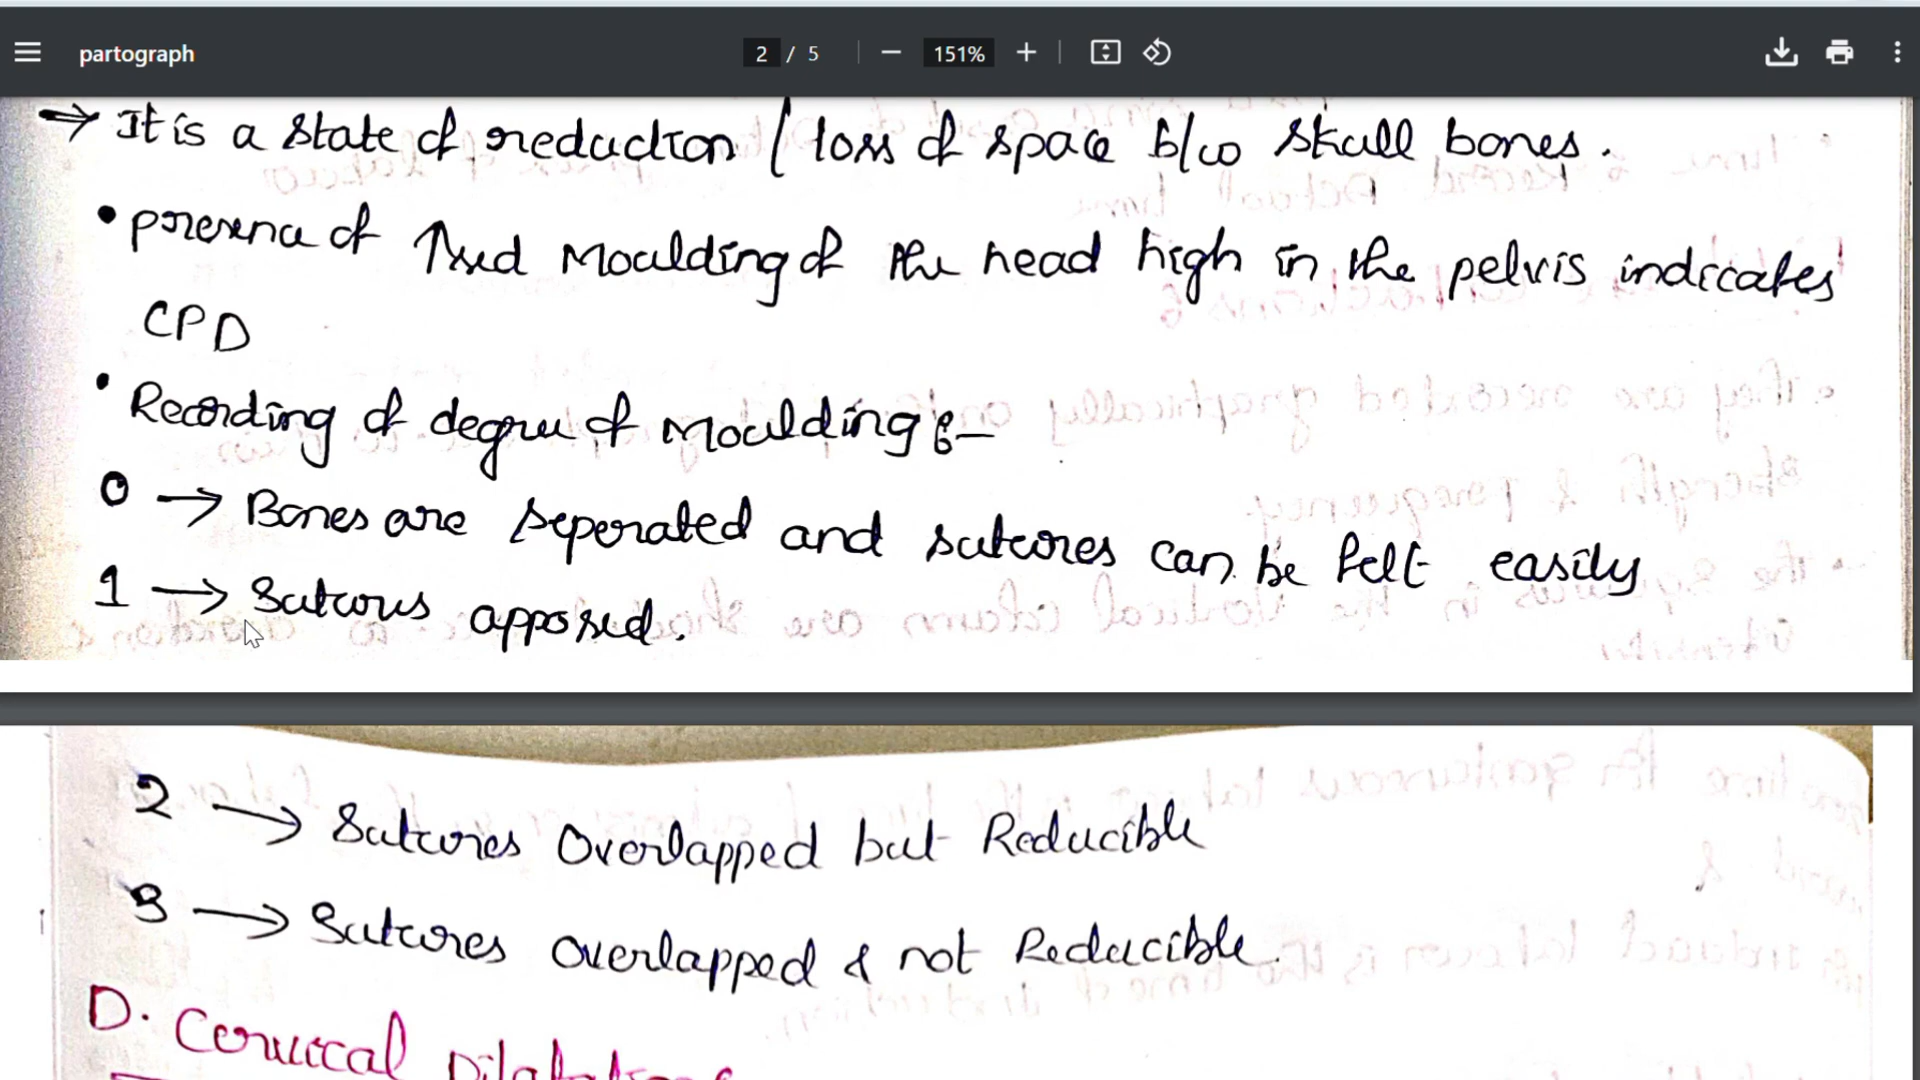 partograph
2 / 5
151%
→ It is a state of reduction / loss of space b/w skull bones.
• presence of ↑sed Moulding of the head high in the pelvis indicates
CPD
• Recording of degree of Moulding :-
0 → Bones are seperated and sutures can be felt easily
1 → Sutures apposed.
2 → Sutures Overlapped but Reducible
3 → Sutures overlapped & not Reducible.
D. Cervical Dilatation